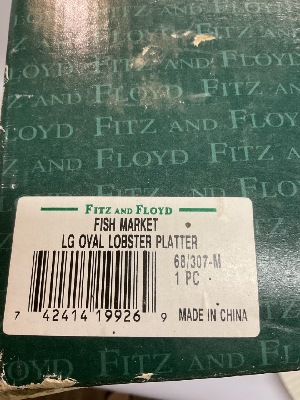 FITZ AND FLOYD
FLOYD FITZ AND
AND FLOYD FITZ
FLOYD FITZ AND FLOYD
FITZ AND FLOYD
FITZ AND FLOYD
FISH MARKET
LG OVAL LOBSTER PLATTER
68/307-M
1 PC
7 42414 19926 9 MADE IN CHINA
FLOYD FITZ AND FLOYD